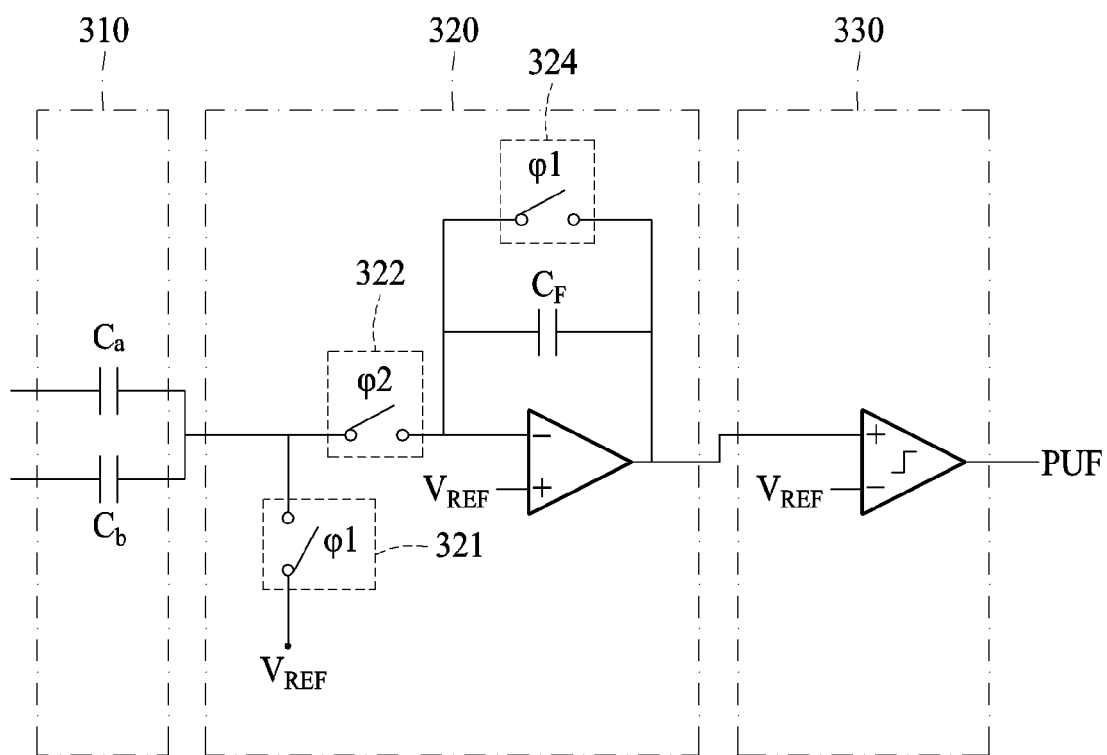 310
320
330
324
φ1
322
C_F
C_a
φ2
−
+
V_REF
+
−
V_REF
PUF
C_b
φ1
321
V_REF